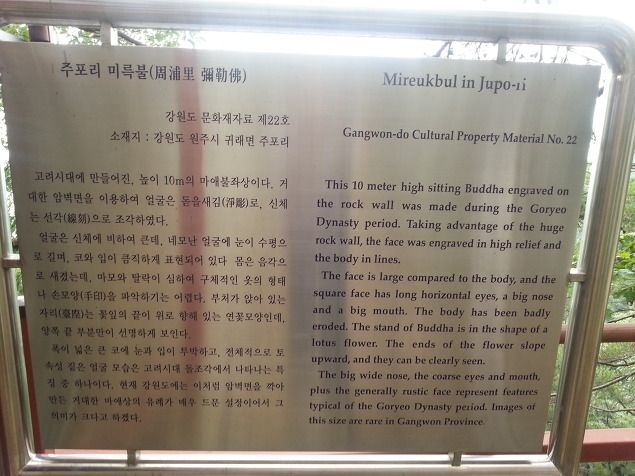 주포리 미륵불(周浦里 彌勒佛)
강원도 문화재자료 제22호
소재지 : 강원도 원주시 귀래면 주포리
고려시대에 만들어진, 높이 10m의 마애불좌상이다. 거
대한 암벽면을 이용하여 얼굴은 돋을새김(浮彫)로, 신체
는 선각(線刻)으로 조각하였다.
얼굴은 신체에 비하여 큰데, 네모난 얼굴에 눈이 수평으
로 길며, 코와 입이 큼직하게 표현되어 있다 몸은 음각으
로 새겼는데, 마모와 탈락이 심하여 구체적인 옷의 형태
나 손모양(手印)을 파악하기는 어렵다. 부처가 앉아 있는
자리(臺座)는 꽃잎의 끝이 위로 향해 있는 연꽃모양인데,
양쪽 끝 부분만이 선명하게 보인다.
폭이 넓은 큰 코에 눈과 입이 투박하고, 전체적으로 토
속성 짙은 얼굴 모습은 고려시대 돌조각에서 나타나는 특
징 중 하나이다. 현재 강원도에는 이처럼 암벽면을 깎아
만든 거대한 마애상의 유례가 매우 드문 실정이어서 그
의미가 크다고 하겠다.
Mireukbul in Jupo-ri
Gangwon-do Cultural Property Material No. 22
This 10 meter high sitting Buddha engraved on
the rock wall was made during the Goryeo
Dynasty period. Taking advantage of the huge
rock wall, the face was engraved in high relief and
the body in lines.
The face is large compared to the body, and the
square face has long horizontal eyes, a big nose
and a big mouth. The body has been badly
eroded. The stand of Buddha is in the shape of a
lotus flower. The ends of the flower slope
upward, and they can be clearly seen.
The big wide nose, the coarse eyes and mouth,
plus the generally rustic face represent features
typical of the Goryeo Dynasty period. Images of
this size are rare in Gangwon Province.